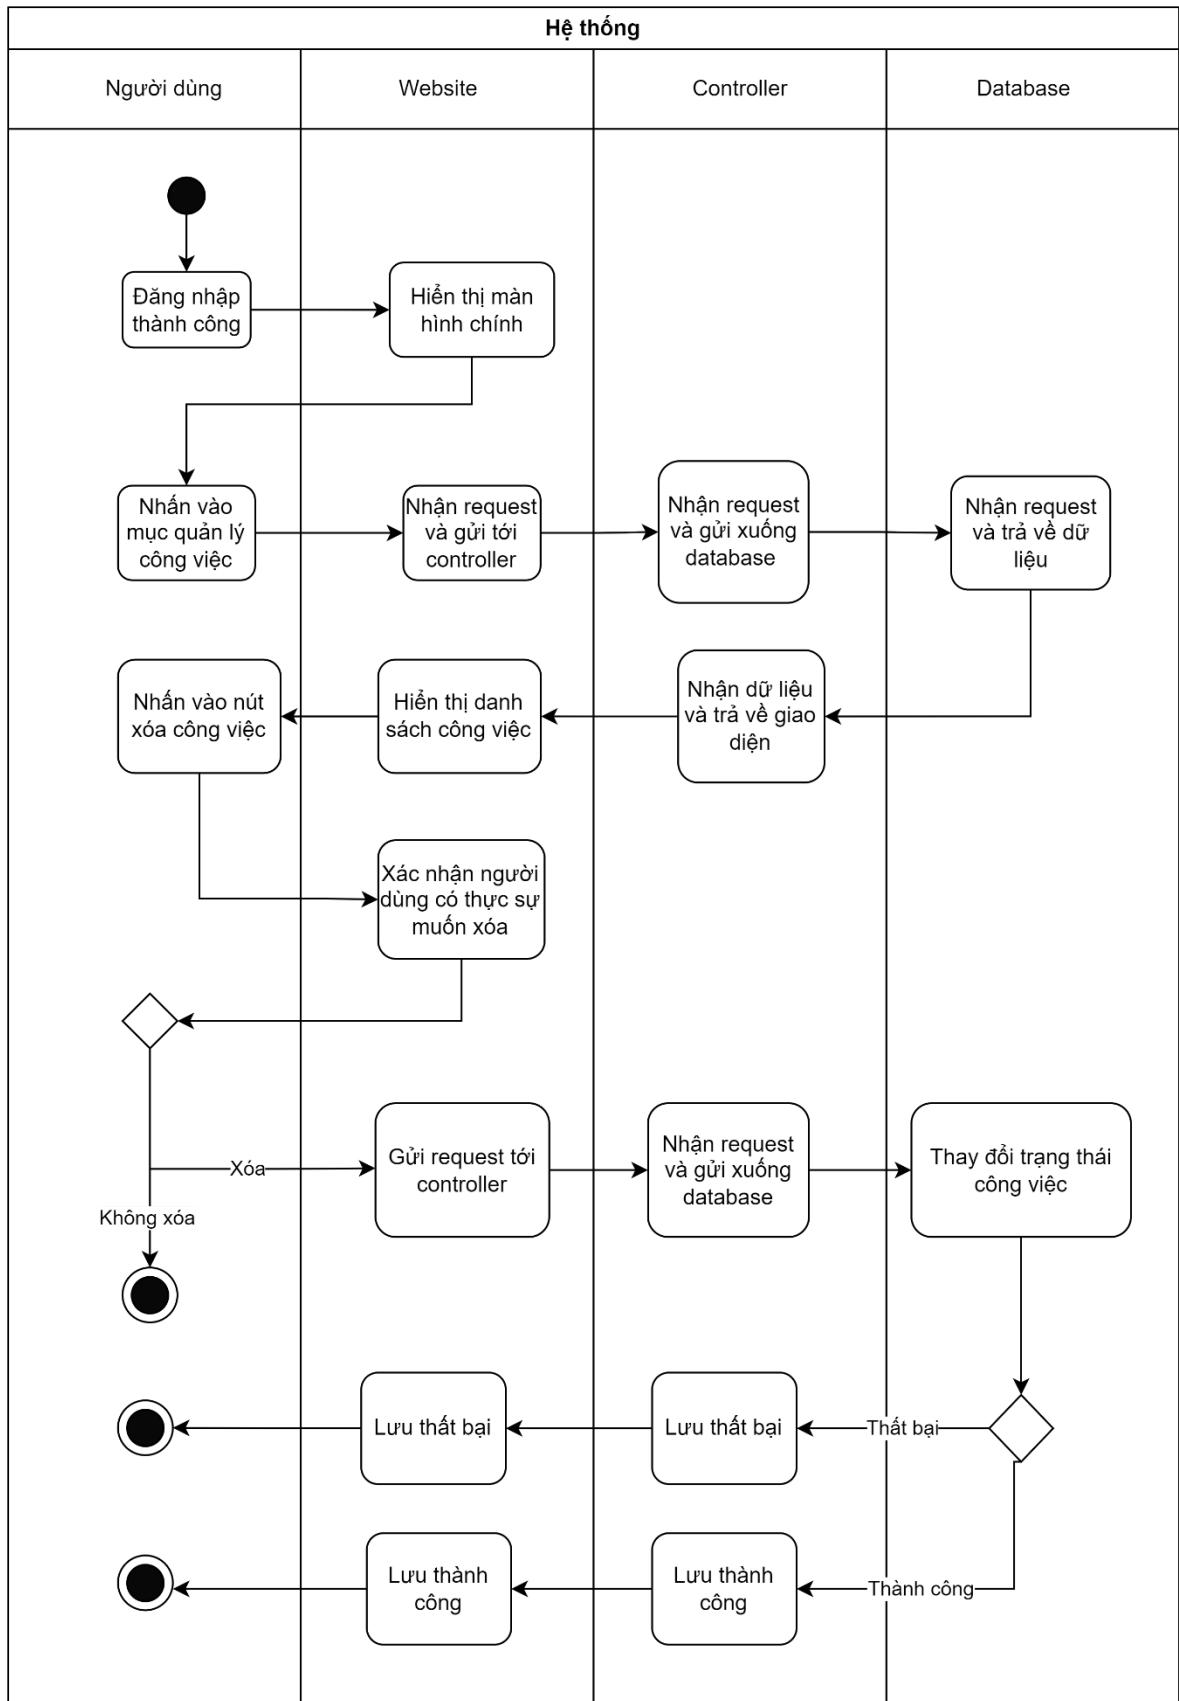 Hệ thống
Người dùng
Website
Controller
Database
Đăng nhập
thành công
Hiển thị màn
hình chính
Nhấn vào
mục quản lý
công việc
Nhận request
và gửi tới
controller
Nhận request
và gửi xuống
database
Nhận request
và trả về dữ
liệu
Nhấn vào nút
xóa công việc
Hiển thị danh
sách công việc
Nhận dữ liệu
và trả về giao
diện
Xác nhận người
dùng có thực sự
muốn xóa
Xóa
Gửi request tới
controller
Nhận request
và gửi xuống
database
Thay đổi trạng thái
công việc
Không xóa
Lưu thất bại
Lưu thất bại
Thất bại
Lưu thành
công
Lưu thành
công
Thành công